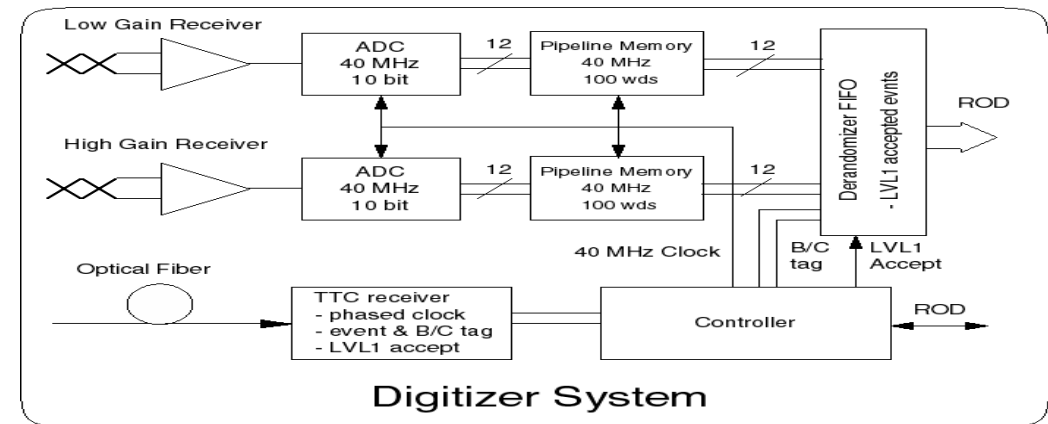 Low Gain Receiver
ADC
40 MHz
10 bit
12
Pipeline Memory
40 MHz
100 wds
12
Derandomizer FIFO
- LVL1 accepted evnts
ROD
High Gain Receiver
ADC
40 MHz
10 bit
12
Pipeline Memory
40 MHz
100 wds
12
40 MHz Clock
B/C
tag
LVL1
Accept
Optical Fiber
TTC receiver
- phased clock
- event & B/C tag
- LVL1 accept
Controller
ROD
Digitizer System